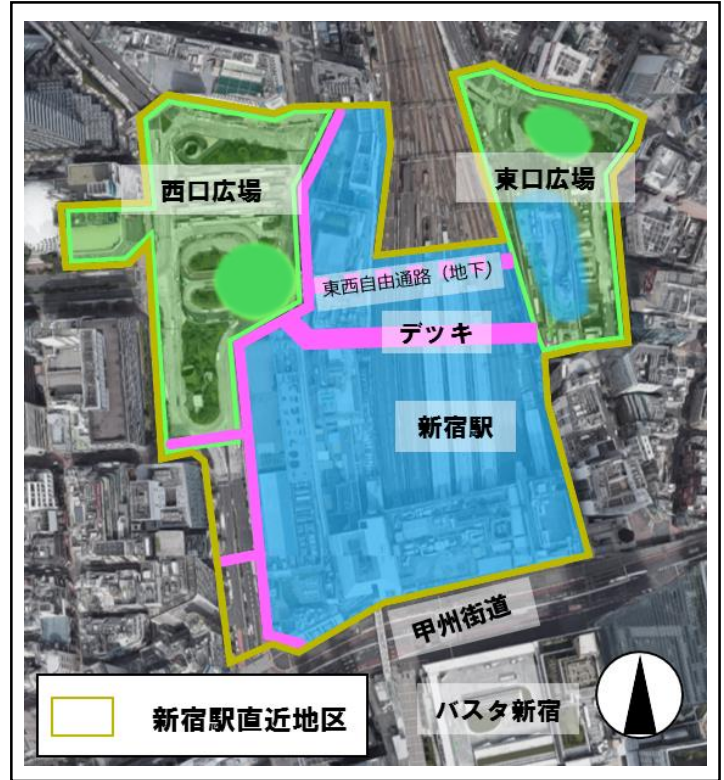 西口広場
東口広場
東西自由通路（地下）
デッキ
新宿駅
甲州街道
新宿駅直近地区
バスタ新宿